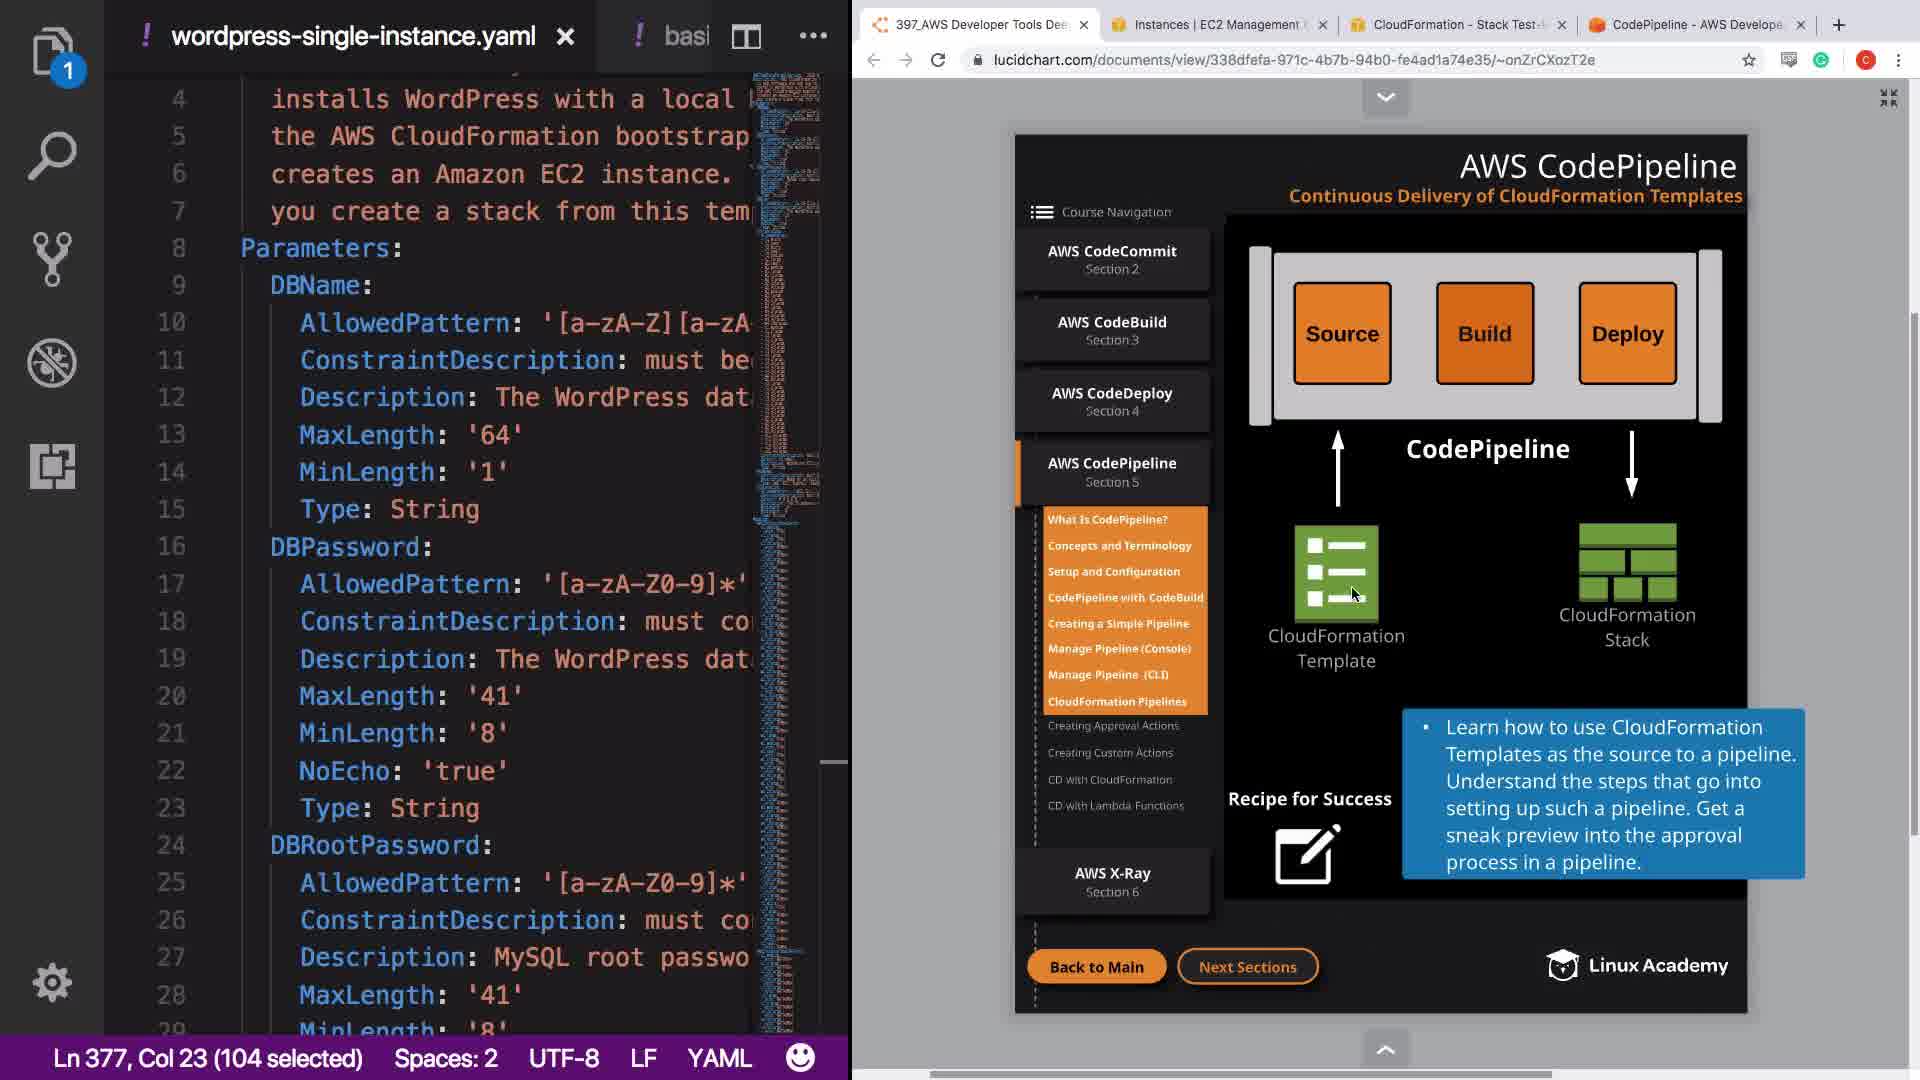 1
wordpress-single-instance.yaml
basi
4 installs WordPress with a local
5 the AWS CloudFormation bootstrap
6 creates an Amazon EC2 instance.
7 you create a stack from this tem
8 Parameters:
9 DBName:
10 AllowedPattern: '[a-zA-Z][a-zA-
11 ConstraintDescription: must be
12 Description: The WordPress dat
13 MaxLength: '64'
14 MinLength: '1'
15 Type: String
16 DBPassword:
17 AllowedPattern: '[a-zA-Z0-9]*'
18 ConstraintDescription: must co
19 Description: The WordPress dat
20 MaxLength: '41'
21 MinLength: '8'
22 NoEcho: 'true'
23 Type: String
24 DBRootPassword:
25 AllowedPattern: '[a-zA-Z0-9]*'
26 ConstraintDescription: must co
27 Description: MySQL root passwo
28 MaxLength: '41'
29 MinLength: '8'
Ln 377, Col 23 (104 selected) Spaces: 2 UTF-8 LF YAML
397_AWS Developer Tools Dee
Instances | EC2 Management
CloudFormation - Stack Test-
CodePipeline - AWS Develope
lucidchart.com/documents/view/338dfefa-971c-4b7b-94b0-fe4ad1a74e35/~onZrCXozT2e
C
AWS CodePipeline
Continuous Delivery of CloudFormation Templates
Course Navigation
AWS CodeCommit
Section 2
AWS CodeBuild
Section 3
AWS CodeDeploy
Section 4
AWS CodePipeline
Section 5
What Is CodePipeline?
Concepts and Terminology
Setup and Configuration
CodePipeline with CodeBuild
Creating a Simple Pipeline
Manage Pipeline (Console)
Manage Pipeline (CLI)
CloudFormation Pipelines
Creating Approval Actions
Creating Custom Actions
CD with CloudFormation
CD with Lambda Functions
AWS X-Ray
Section 6
Back to Main
Next Sections
Source
Build
Deploy
CodePipeline
CloudFormation
Template
CloudFormation
Stack
Recipe for Success
• Learn how to use CloudFormation
Templates as the source to a pipeline.
Understand the steps that go into
setting up such a pipeline. Get a
sneak preview into the approval
process in a pipeline.
Linux Academy